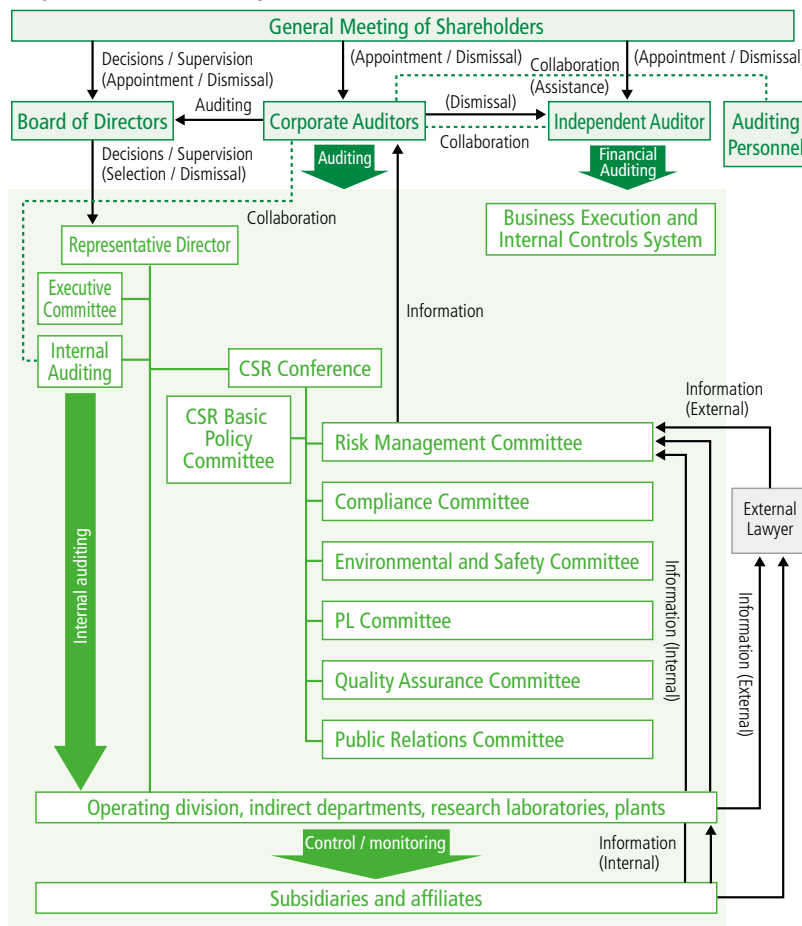 General Meeting of Shareholders
Decisions / Supervision
(Appointment / Dismissal)
(Appointment / Dismissal)
Collaboration
(Assistance)
(Appointment / Dismissal)
Board of Directors
Auditing
Corporate Auditors
(Dismissal)
Collaboration
Independent Auditor
Auditing
Personnel
Decisions / Supervision
(Selection / Dismissal)
Auditing
Financial
Auditing
Collaboration
Representative Director
Business Execution and
Internal Controls System
Executive
Committee
Information
Internal
Auditing
CSR Conference
CSR Basic
Policy
Committee
Information
(External)
Risk Management Committee
Compliance Committee
External
Lawyer
Environmental and Safety Committee
PL Committee
Quality Assurance Committee
Public Relations Committee
Internal auditing
Information (Internal)
Information (External)
Operating division, indirect departments, research laboratories, plants
Control / monitoring
Information
(Internal)
Subsidiaries and affiliates